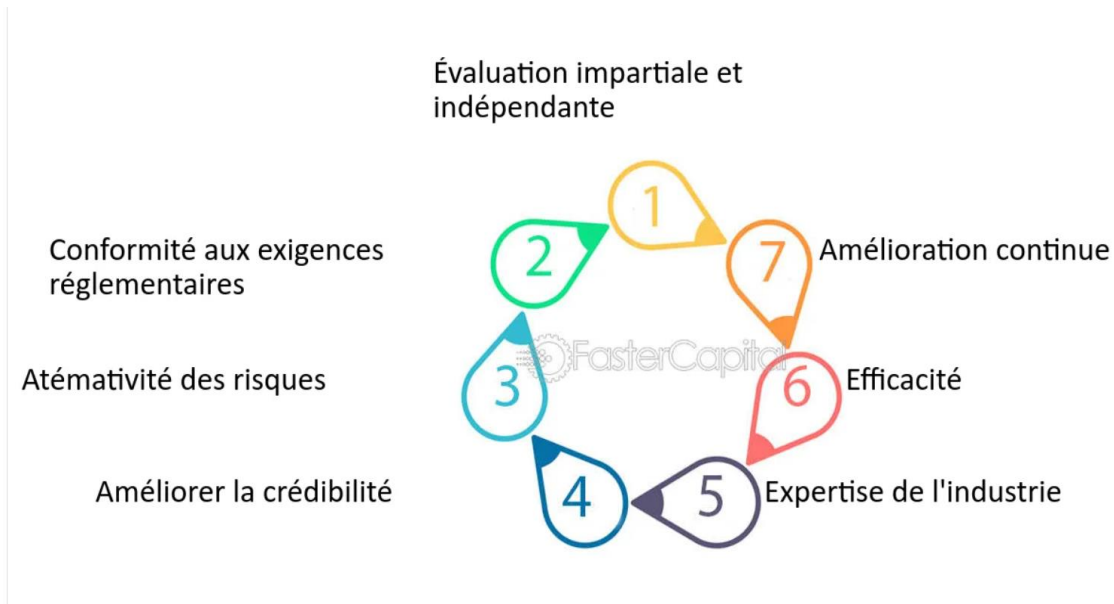 Évaluation impartiale et
indépendante
1
2
Conformité aux exigences
réglementaires
7
Amélioration continue
FasterCapital
3
Atémativité des risques
6
Efficacité
4
Améliorer la crédibilité
5
Expertise de l'industrie